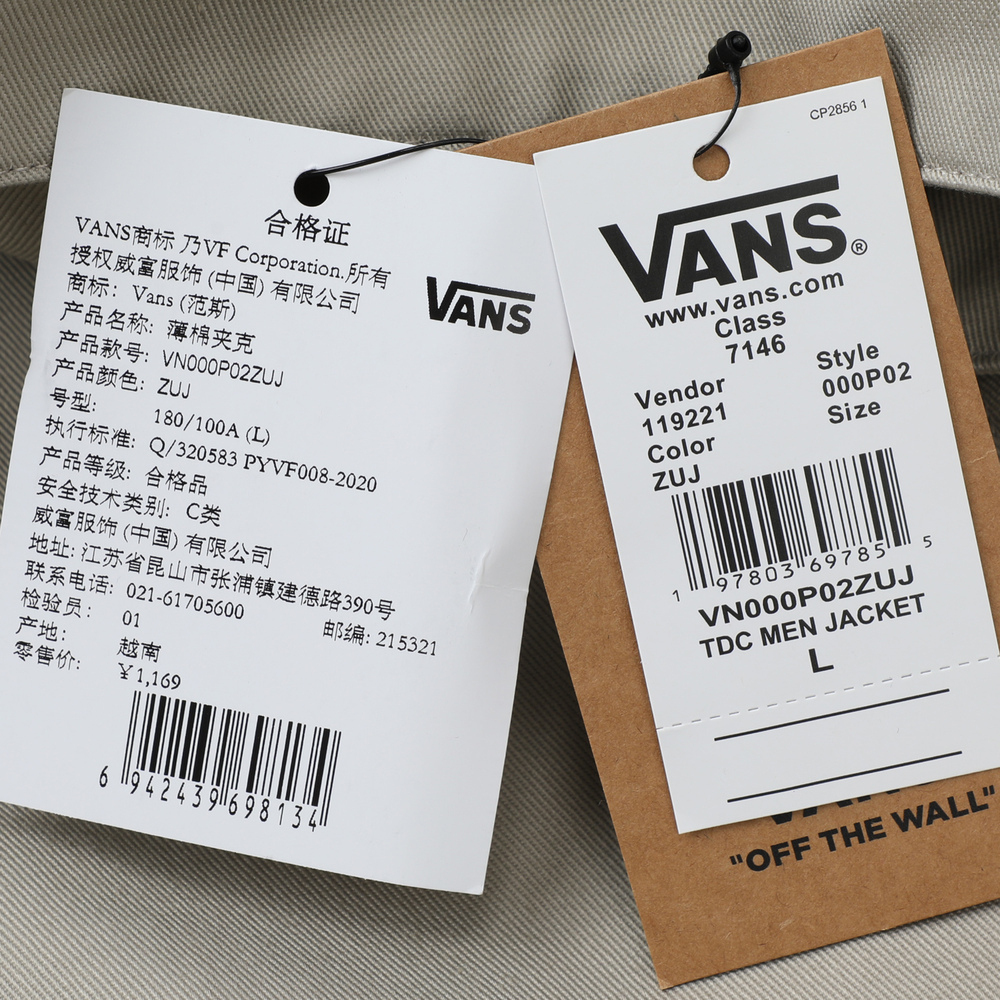 合格证
VANS商标 乃VF Corporation.所有
授权威富服饰 (中国) 有限公司
商标: Vans (范斯)
产品名称: 薄棉夹克
产品款号: VN000P02ZUJ
产品颜色: ZUJ
号型: 180/100A (L)
执行标准: Q/320583 PYVF008-2020
产品等级: 合格品
安全技术类别: C类
威富服饰 (中国) 有限公司
地址: 江苏省昆山市张浦镇建德路390号
联系电话: 021-61705600
邮编: 215321
检验员: 01
产地: 越南
零售价: ¥1,169
6 942439 698134
VANS
CP2856 1
VANS®
www.vans.com
Class
7146
Vendor
119221
Style
000P02
Color
ZUJ
Size
1 97803 69785 5
VN000P02ZUJ
TDC MEN JACKET
L
"OFF THE WALL"